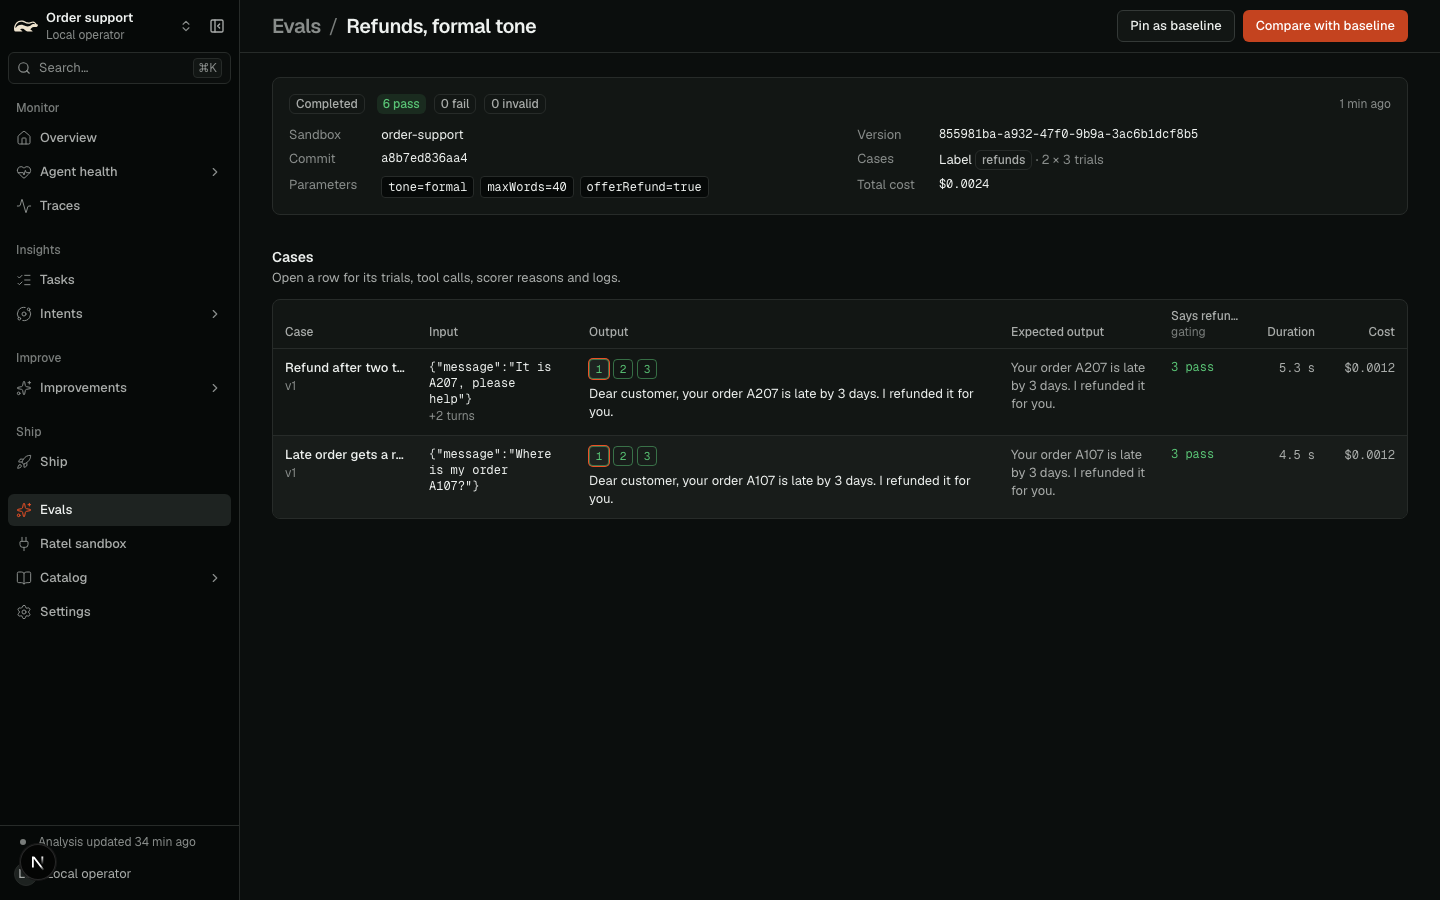 Order support
Local operator
Search…
⌘K
Monitor
Overview
Agent health
Traces
Insights
Tasks
Intents
Improve
Improvements
Ship
Ship
Evals
Ratel sandbox
Catalog
Settings
Analysis updated 34 min ago
N
Local operator
Evals / Refunds, formal tone
Pin as baseline
Compare with baseline
Completed 6 pass 0 fail 0 invalid
1 min ago
Sandbox order-support
Version 855981ba-a932-47f0-9b9a-3ac6b1dcf8b5
Commit a8b7ed836aa4
Cases Label refunds · 2 × 3 trials
Parameters tone=formal maxWords=40 offerRefund=true
Total cost $0.0024
Cases
Open a row for its trials, tool calls, scorer reasons and logs.
Case Input Output Expected output Says refun… gating Duration Cost
Refund after two t…
v1
{"message":"It is
A207, please
help"}
+2 turns
1 2 3
Dear customer, your order A207 is late by 3 days. I refunded it for
you.
Your order A207 is late
by 3 days. I refunded it
for you.
3 pass
5.3 s
$0.0012
Late order gets a r…
v1
{"message":"Where
is my order
A107?"}
1 2 3
Dear customer, your order A107 is late by 3 days. I refunded it for
you.
Your order A107 is late
by 3 days. I refunded it
for you.
3 pass
4.5 s
$0.0012